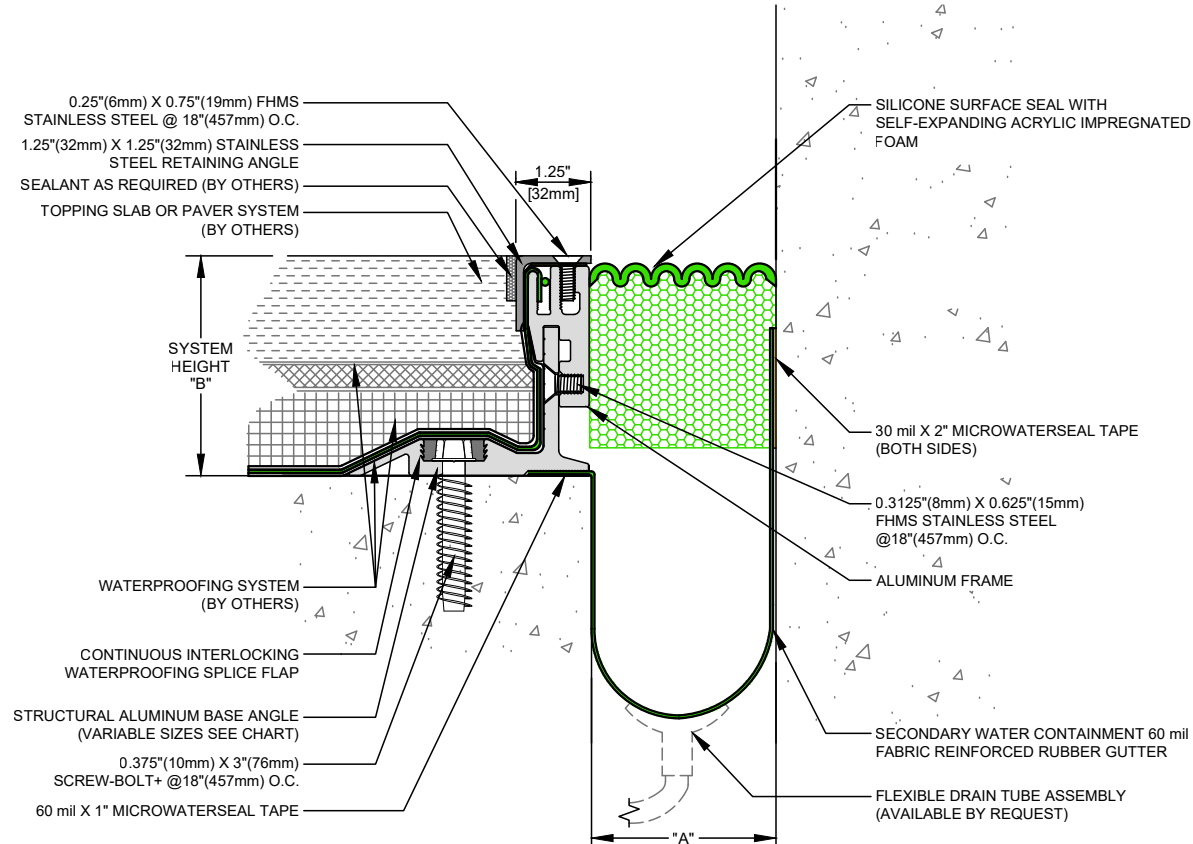 0.25"(6mm) X 0.75"(19mm) FHMS
STAINLESS STEEL @ 18"(457mm) O.C.
1.25"(32mm) X 1.25"(32mm) STAINLESS
STEEL RETAINING ANGLE
SEALANT AS REQUIRED (BY OTHERS)
TOPPING SLAB OR PAVER SYSTEM
(BY OTHERS)
SYSTEM
HEIGHT
"B"
WATERPROOFING SYSTEM
(BY OTHERS)
CONTINUOUS INTERLOCKING
WATERPROOFING SPLICE FLAP
STRUCTURAL ALUMINUM BASE ANGLE
(VARIABLE SIZES SEE CHART)
0.375"(10mm) X 3"(76mm)
SCREW-BOLT+ @18"(457mm) O.C.
60 mil X 1" MICROWATERSEAL TAPE
1.25"
[32mm]
SILICONE SURFACE SEAL WITH
SELF-EXPANDING ACRYLIC IMPREGNATED
FOAM
30 mil X 2" MICROWATERSEAL TAPE
(BOTH SIDES)
0.3125"(8mm) X 0.625"(15mm)
FHMS STAINLESS STEEL
@18"(457mm) O.C.
ALUMINUM FRAME
SECONDARY WATER CONTAINMENT 60 mil
FABRIC REINFORCED RUBBER GUTTER
FLEXIBLE DRAIN TUBE ASSEMBLY
(AVAILABLE BY REQUEST)
"A"